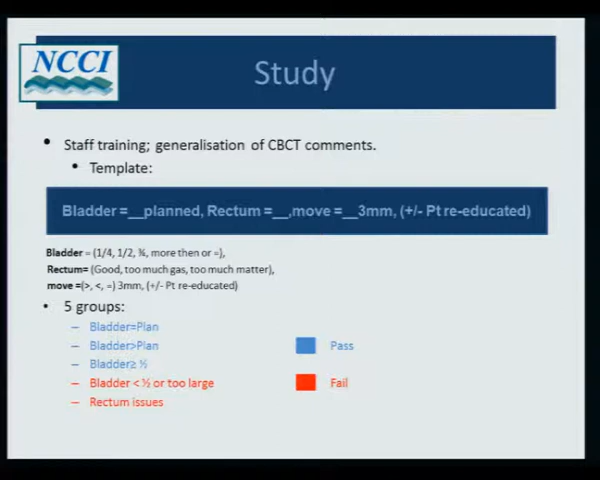 NCCI
Study
• Staff training; generalisation of CBCT comments.
• Template:
Bladder =__planned, Rectum =__,move =__3mm, (+/- Pt re-educated)
Bladder = (1/4, 1/2, ¾, more then or =),
Rectum= (Good, too much gas, too much matter),
move =(>, <, =) 3mm, (+/- Pt re-educated)
• 5 groups:
– Bladder=Plan
– Bladder>Plan
Pass
– Bladder≥ ½
– Bladder < ½ or too large
Fail
– Rectum issues